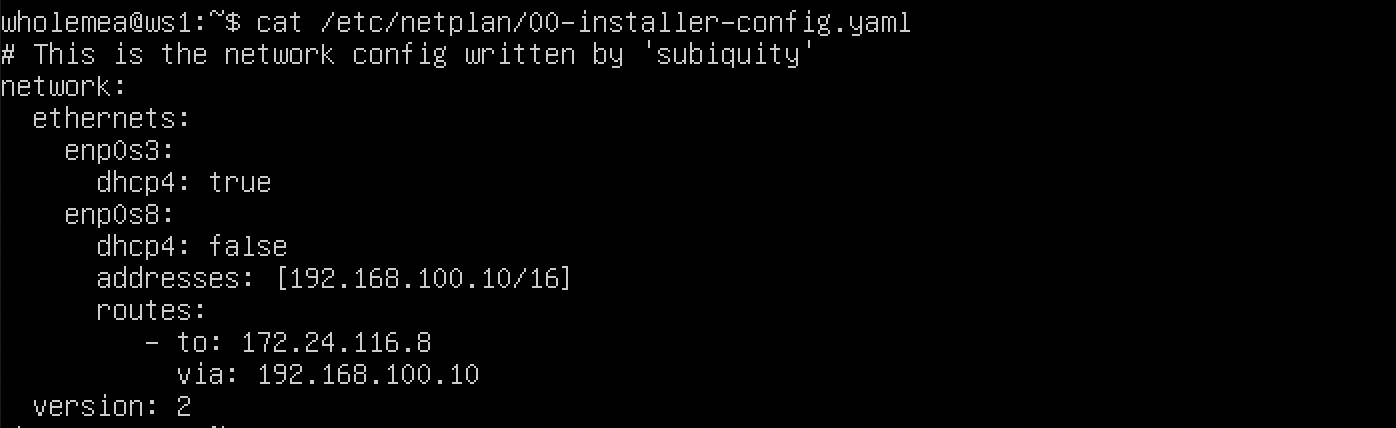 wholemea@ws1:~$ cat /etc/netplan/00-installer-config.yaml
# This is the network config written by 'subiquity'
network:
  ethernets:
    enp0s3:
      dhcp4: true
    enp0s8:
      dhcp4: false
      addresses: [192.168.100.10/16]
      routes:
         - to: 172.24.116.8
           via: 192.168.100.10
  version: 2